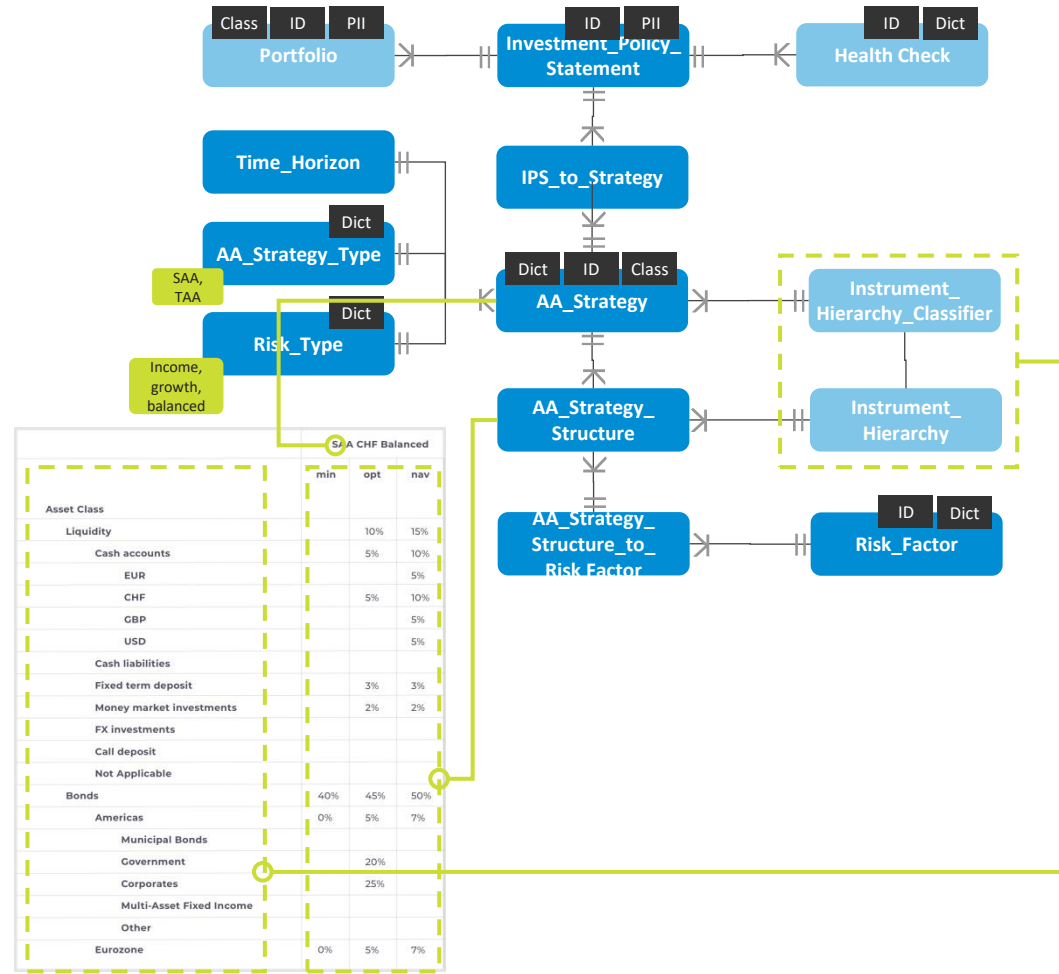 Class ID PII
Portfolio
ID PII
Investment_Policy_
Statement
ID Dict
Health Check
Time_Horizon
IPS_to_Strategy
Dict
AA_Strategy_Type
SAA,
TAA
Dict ID Class
AA_Strategy
Instrument_
Hierarchy_Classifier
Dict
Risk_Type
Income,
growth,
balanced
AA_Strategy_
Structure
Instrument_
Hierarchy
AA_Strategy_
Structure_to_
Risk Factor
ID Dict
Risk_Factor
SAA CHF Balanced
min opt nav
Asset Class
Liquidity 10% 15%
Cash accounts 5% 10%
EUR 5%
CHF 5% 10%
GBP 5%
USD 5%
Cash liabilities
Fixed term deposit 3% 3%
Money market investments 2% 2%
FX investments
Call deposit
Not Applicable
Bonds 40% 45% 50%
Americas 0% 5% 7%
Municipal Bonds
Government 20%
Corporates 25%
Multi-Asset Fixed Income
Other
Eurozone 0% 5% 7%